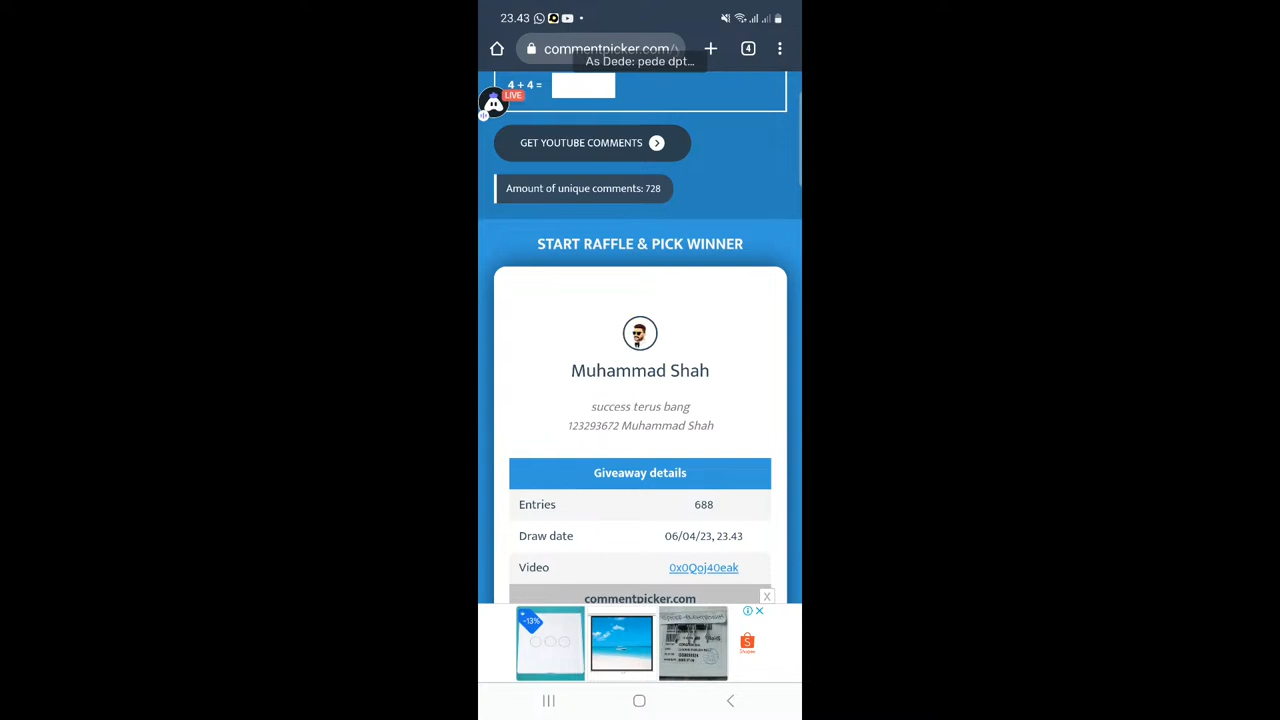 23.43
commentpicker.com/
4
As Dede: pede dpt...
4 + 4 =
LIVE
GET YOUTUBE COMMENTS
Amount of unique comments: 728
START RAFFLE & PICK WINNER
Muhammad Shah
success terus bang
123293672 Muhammad Shah
Giveaway details
Entries 688
Draw date 06/04/23, 23.43
Video 0x0Qoj40eak
commentpicker.com
X
-13%
Shopee